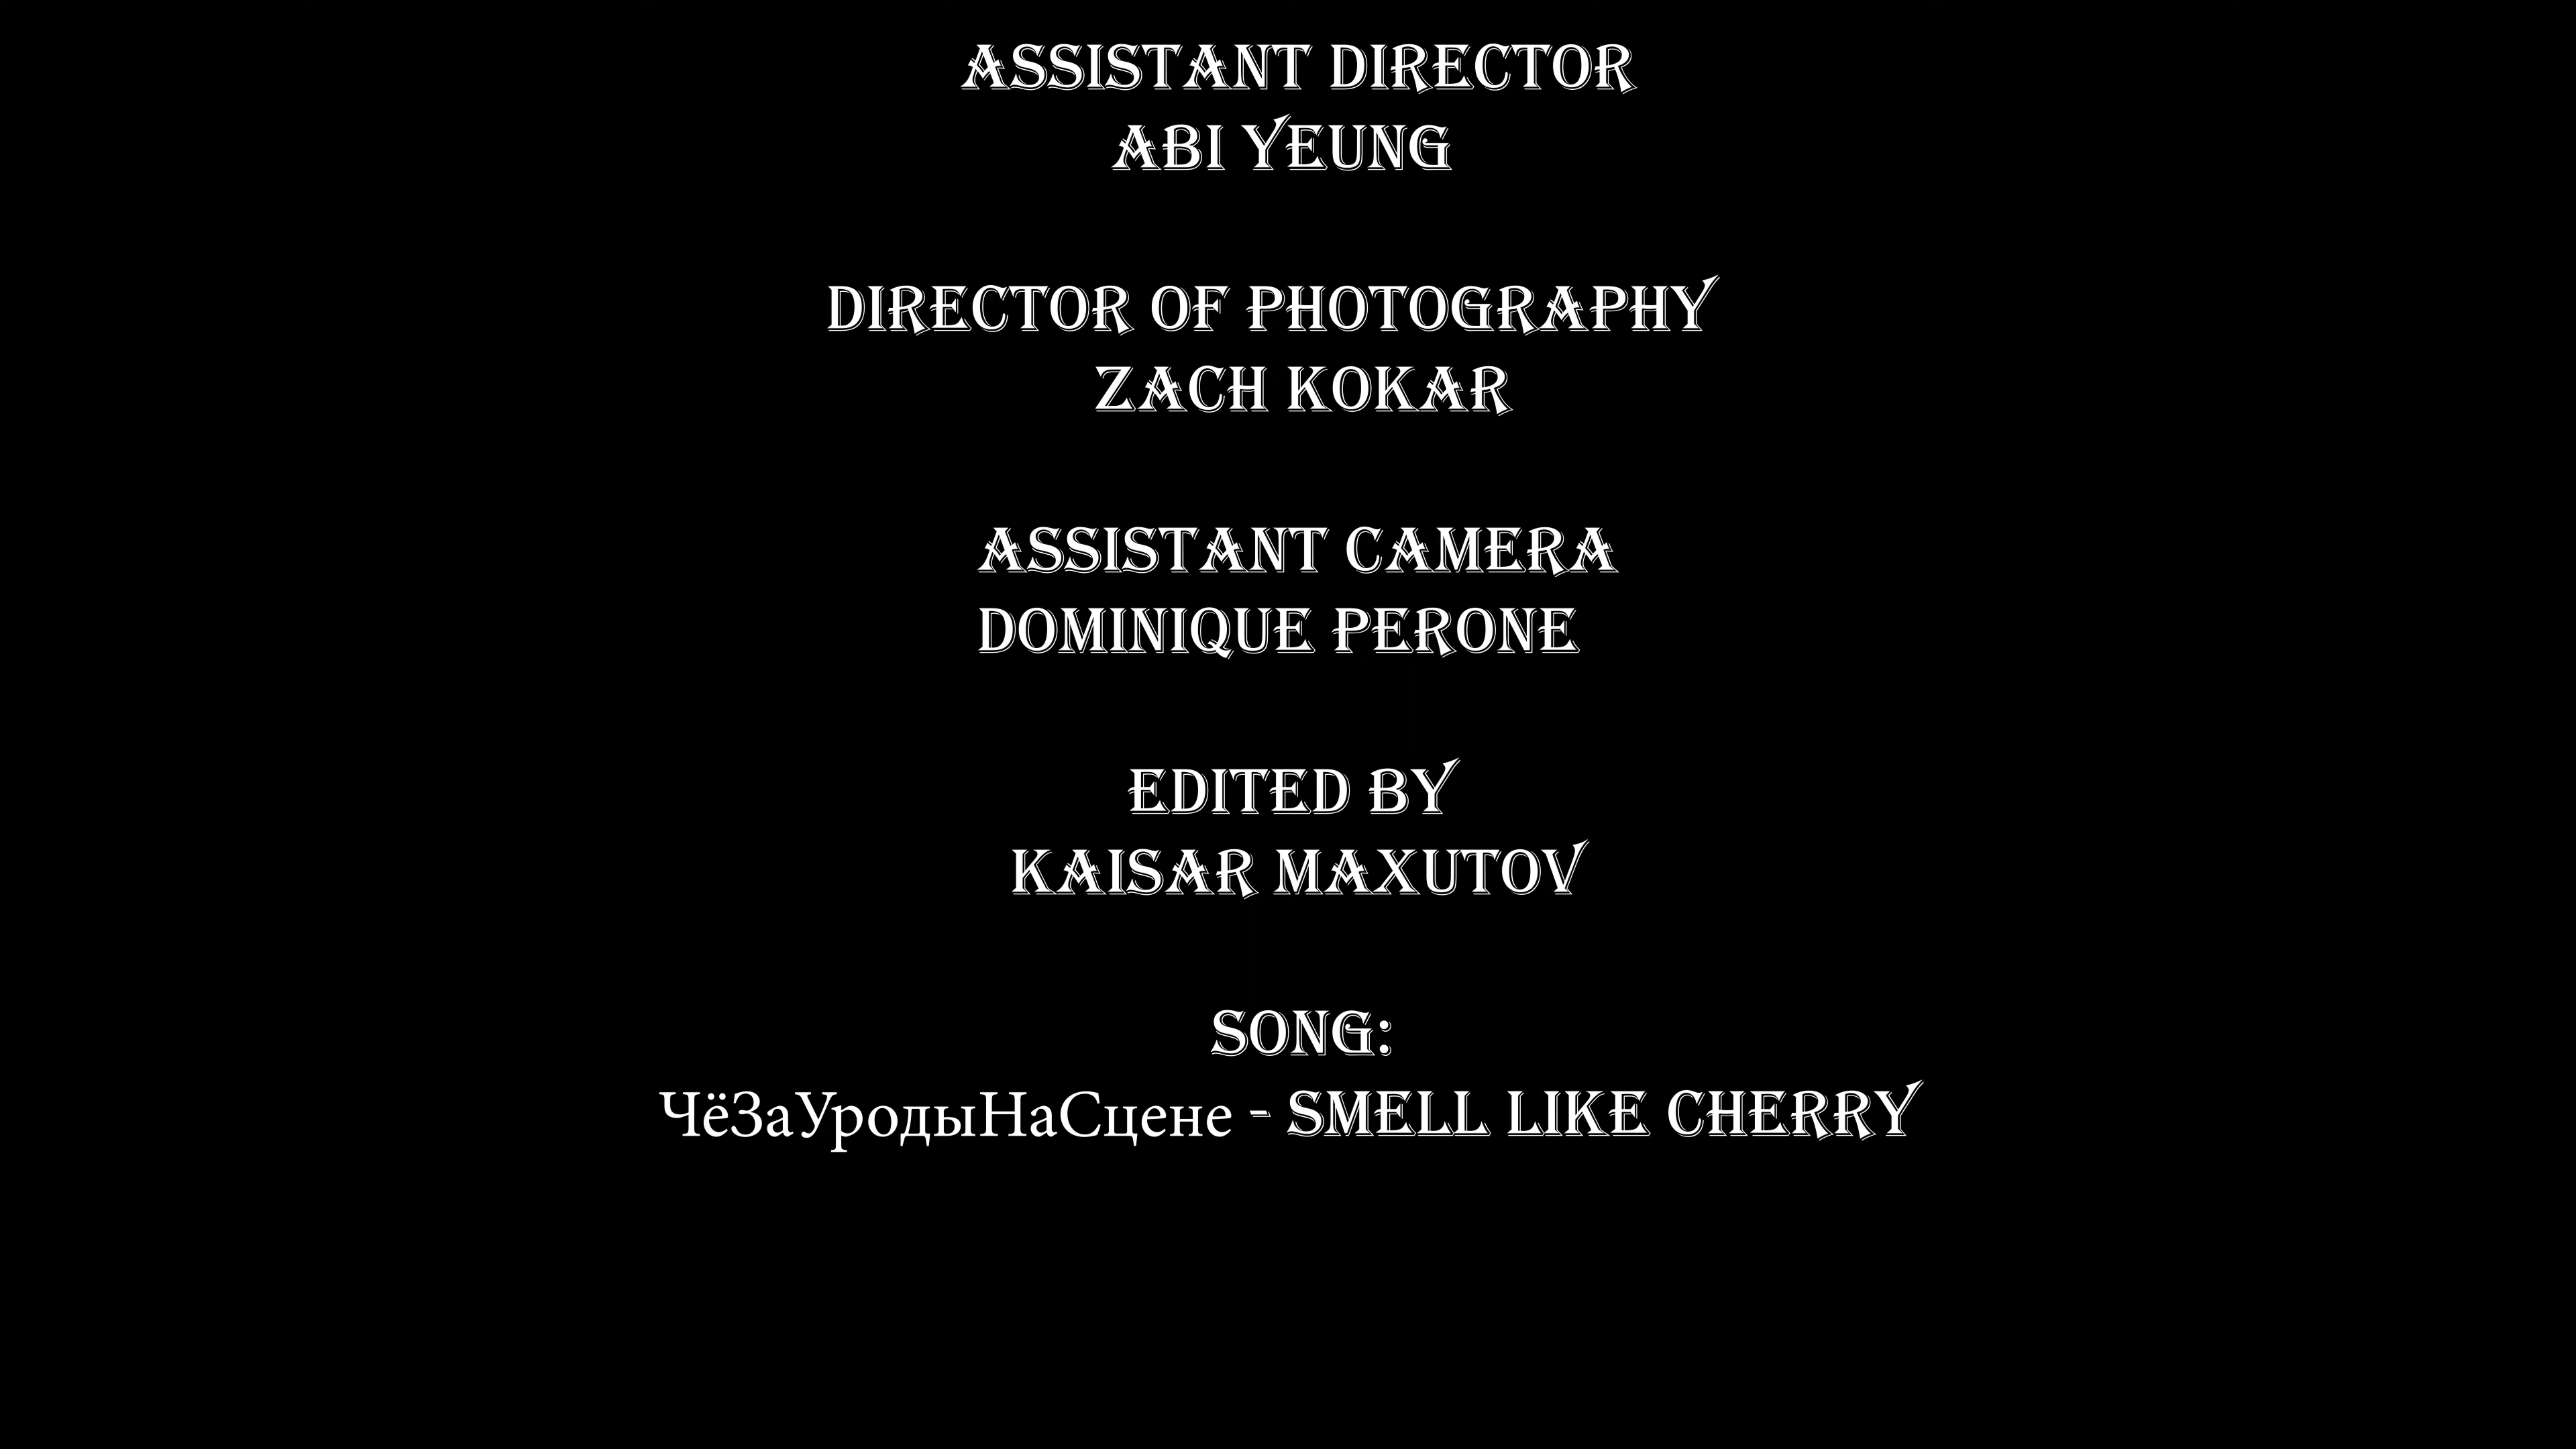 ASSISTANT DIRECTOR
ABI YEUNG
DIRECTOR OF PHOTOGRAPHY
ZACH KOKAR
ASSISTANT CAMERA
DOMINIQUE PERONE
EDITED BY
KAISAR MAXUTOV
SONG:
ЧёЗаУродыНаСцене - SMELL LIKE CHERRY